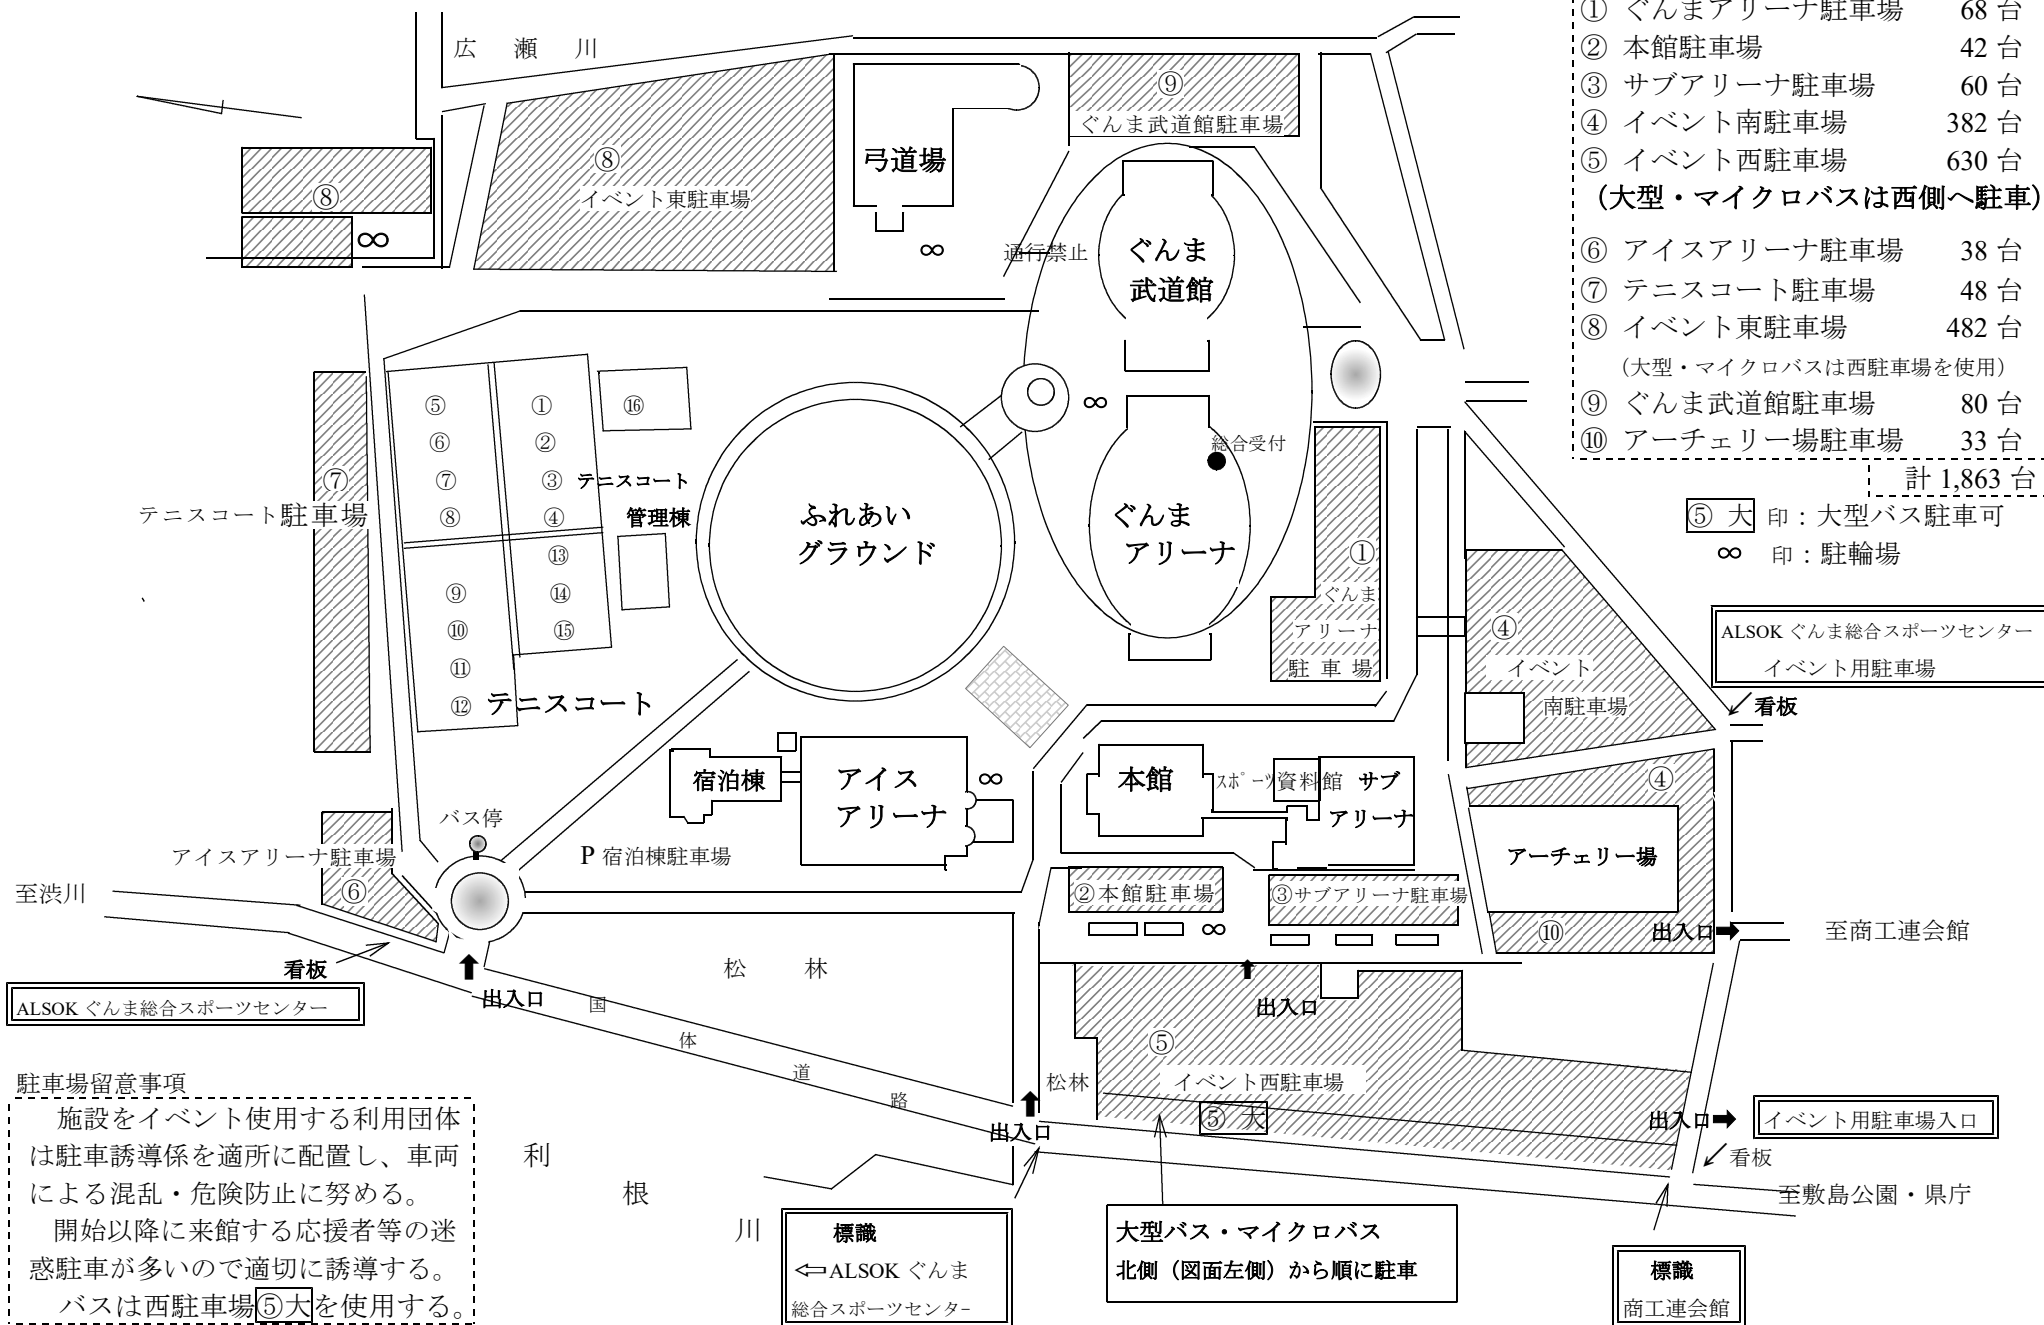 ① ぐんまアリーナ駐車場 68 台
② 本館駐車場 42 台
③ サブアリーナ駐車場 60 台
④ イベント南駐車場 382 台
⑤ イベント西駐車場 630 台
(大型・マイクロバスは西側へ駐車)
⑥ アイスアリーナ駐車場 38 台
⑦ テニスコート駐車場 48 台
⑧ イベント東駐車場 482 台
(大型・マイクロバスは西駐車場を使用)
⑨ ぐんま武道館駐車場 80 台
⑩ アーチェリー場駐車場 33 台
計 1,863 台
⑤ 大 印：大型バス駐車可
∞ 印：駐輪場
広 瀬 川
⑧
∞
⑧
イベント東駐車場
弓道場
∞
⑨
ぐんま武道館駐車場
通行禁止
ぐんま
武道館
∞
総合受付
ぐんま
アリーナ
①
ぐんま
アリーナ
駐 車 場
⑤
⑥
⑦
⑧
①
②
③
④
⑯
⑬
⑭
⑮
⑨
⑩
⑪
⑫
テニスコート
管理棟
テニスコート
⑦
テニスコート駐車場
、
ふれあい
グラウンド
④
イベント
南駐車場
ALSOK ぐんま総合スポーツセンター
イベント用駐車場
看板
④
アーチェリー場
⑩
出入口
至商工連会館
宿泊棟
アイス
アリーナ
∞
本館
スポーツ資料館
サブ
アリーナ
P 宿泊棟駐車場
バス停
アイスアリーナ駐車場
⑥
至渋川
看板
ALSOK ぐんま総合スポーツセンター
出入口
②本館駐車場
③サブアリーナ駐車場
∞
松 林
国
体
道
路
出入口
⑤
イベント西駐車場
⑤ 大
松林
出入口
出入口
イベント用駐車場入口
看板
至敷島公園・県庁
利
根
川
標識
⇦ALSOK ぐんま
総合スポーツセンタ-
大型バス・マイクロバス
北側（図面左側）から順に駐車
標識
商工連会館
駐車場留意事項
施設をイベント使用する利用団体
は駐車誘導係を適所に配置し、車両
による混乱・危険防止に努める。
開始以降に来館する応援者等の迷
惑駐車が多いので適切に誘導する。
バスは西駐車場⑤大を使用する。